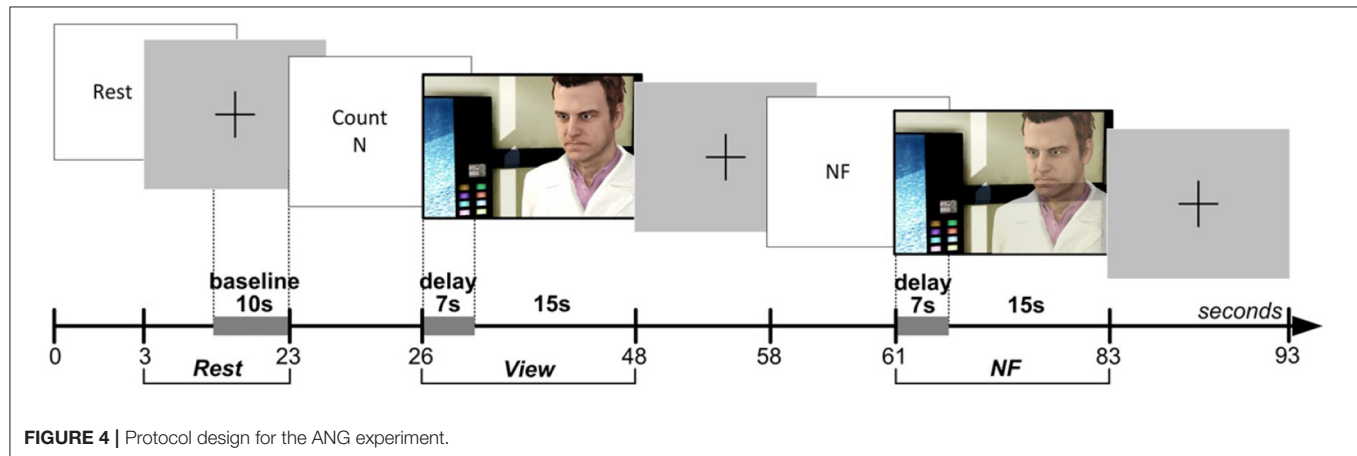 Rest
Count
N
NF
baseline
10s
delay
7s
15s
delay
7s
15s
seconds
0
3
23
26
48
58
61
83
93
Rest
View
NF
FIGURE 4 | Protocol design for the ANG experiment.